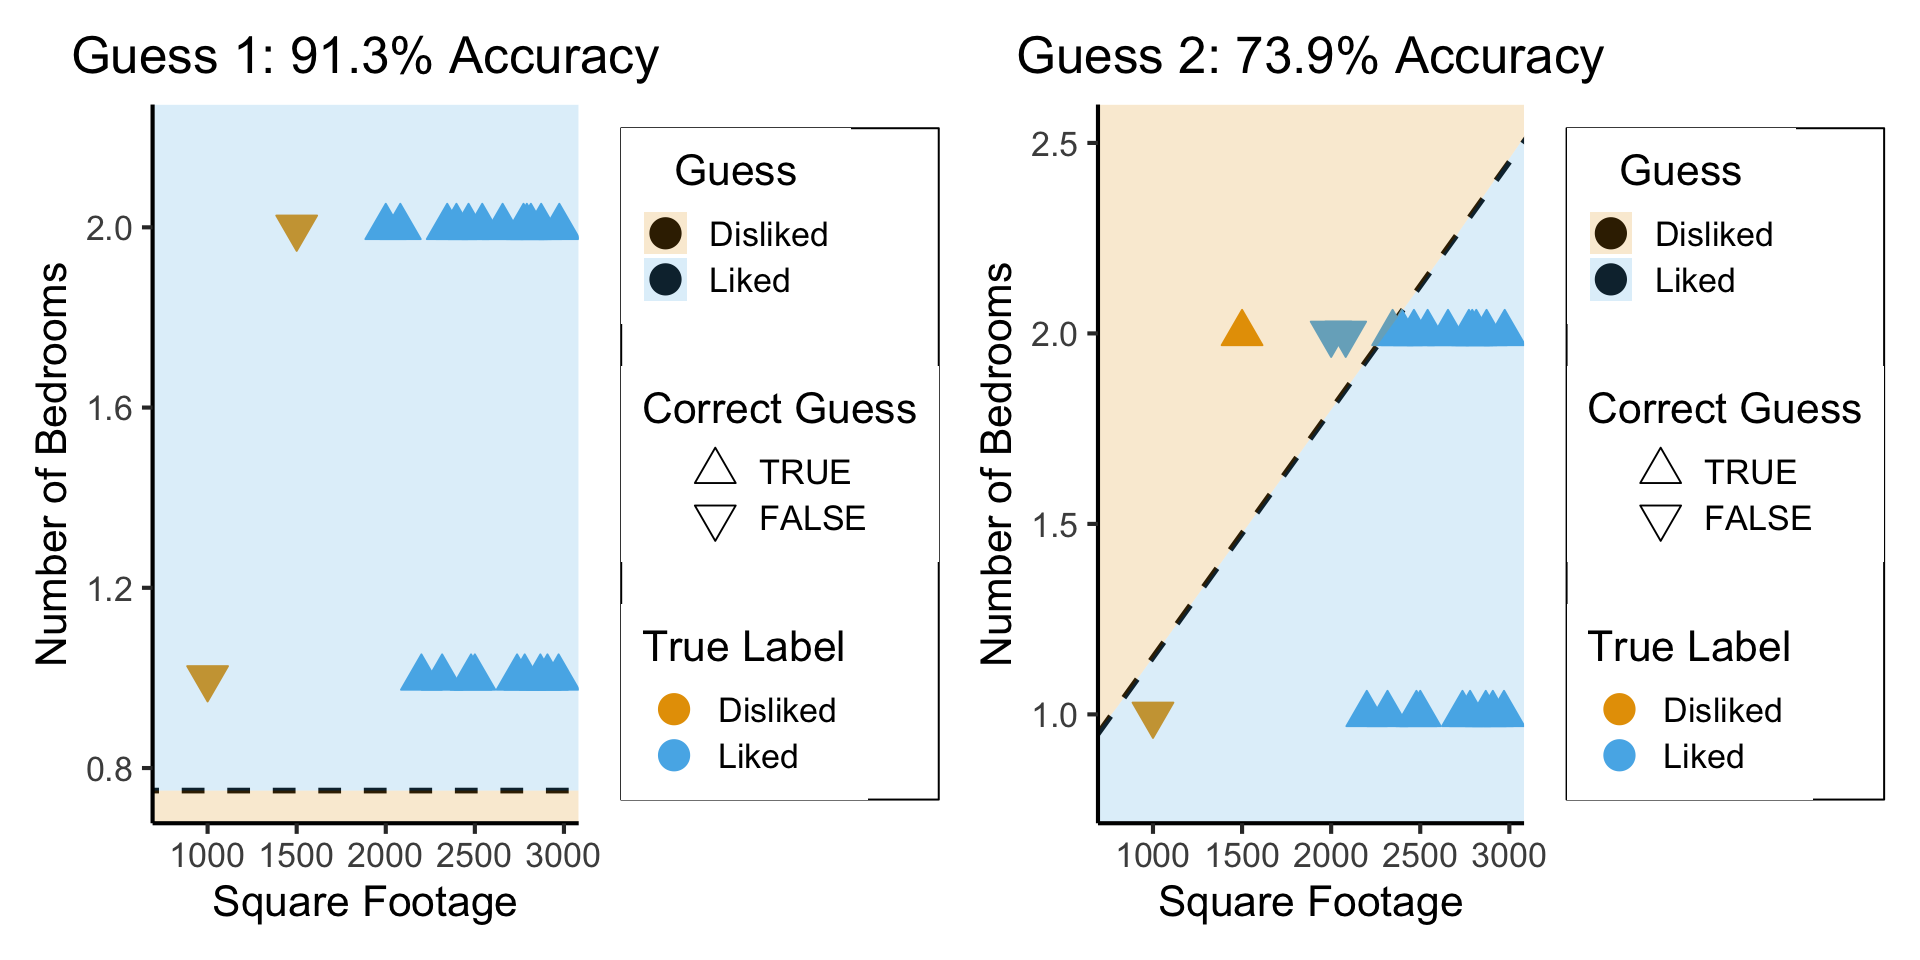 Guess 1: 91.3% Accuracy
Number of Bedrooms
2.0
1.6
1.2
0.8
1000 1500 2000 2500 3000
Square Footage
Guess
Disliked
Liked
Correct Guess
TRUE
FALSE
True Label
Disliked
Liked
Guess 2: 73.9% Accuracy
Number of Bedrooms
2.5
2.0
1.5
1.0
1000 1500 2000 2500 3000
Square Footage
Guess
Disliked
Liked
Correct Guess
TRUE
FALSE
True Label
Disliked
Liked